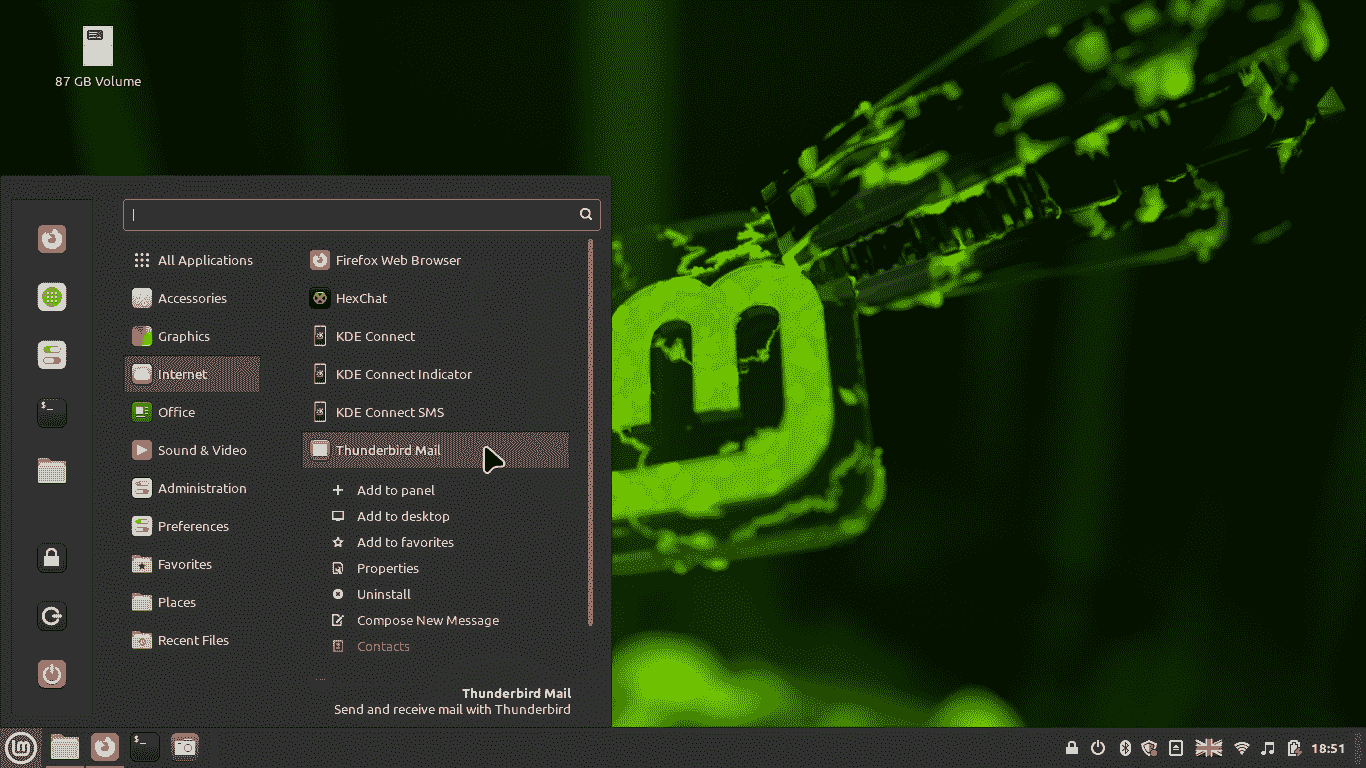 87 GB Volume
All Applications
Accessories
Graphics
Internet
Office
Sound & Video
Administration
Preferences
Favorites
Places
Recent Files
Firefox Web Browser
HexChat
KDE Connect
KDE Connect Indicator
KDE Connect SMS
Thunderbird Mail
Add to panel
Add to desktop
Add to favorites
Properties
Uninstall
Compose New Message
Contacts
Thunderbird Mail
Send and receive mail with Thunderbird
18:51